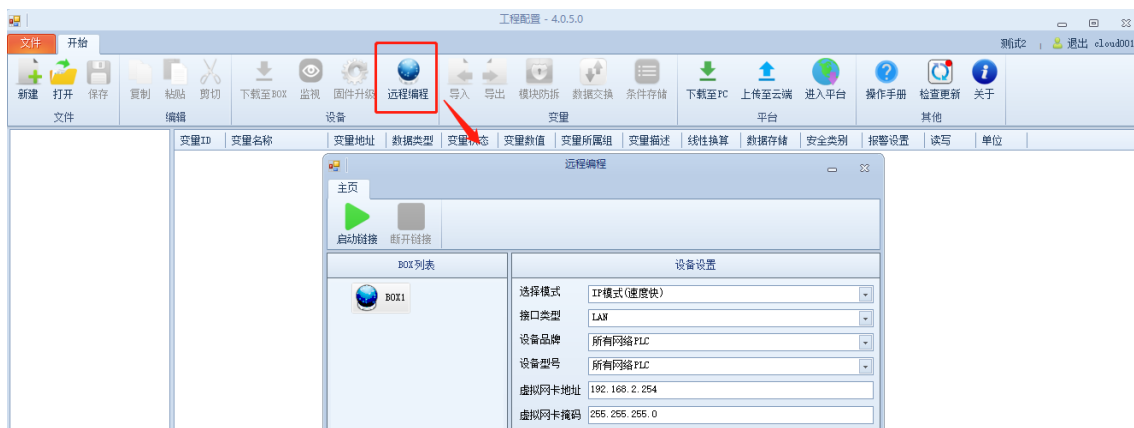 工程配置 - 4.0.5.0
文件 开始 测试2 退出 cloud001
新建 打开 保存 复制 粘贴 剪切 下载至BOX 监视 固件升级 远程编程 导入 导出 模块防拆 数据交换 条件存储 下载至PC 上传至云端 进入平台 操作手册 检查更新 关于
文件 编辑 设备 变量 平台 其他
变量ID 变量名称 变量地址 数据类型 变量状态 变量数值 变量所属组 变量描述 线性换算 数据存储 安全类别 报警设置 读写 单位
远程编程
主页
启动链接 断开链接
BOX列表 设备设置
BOX1
选择模式 IP模式(速度快)
接口类型 LAN
设备品牌 所有网络PLC
设备型号 所有网络PLC
虚拟网卡地址 192.168.2.254
虚拟网卡掩码 255.255.255.0